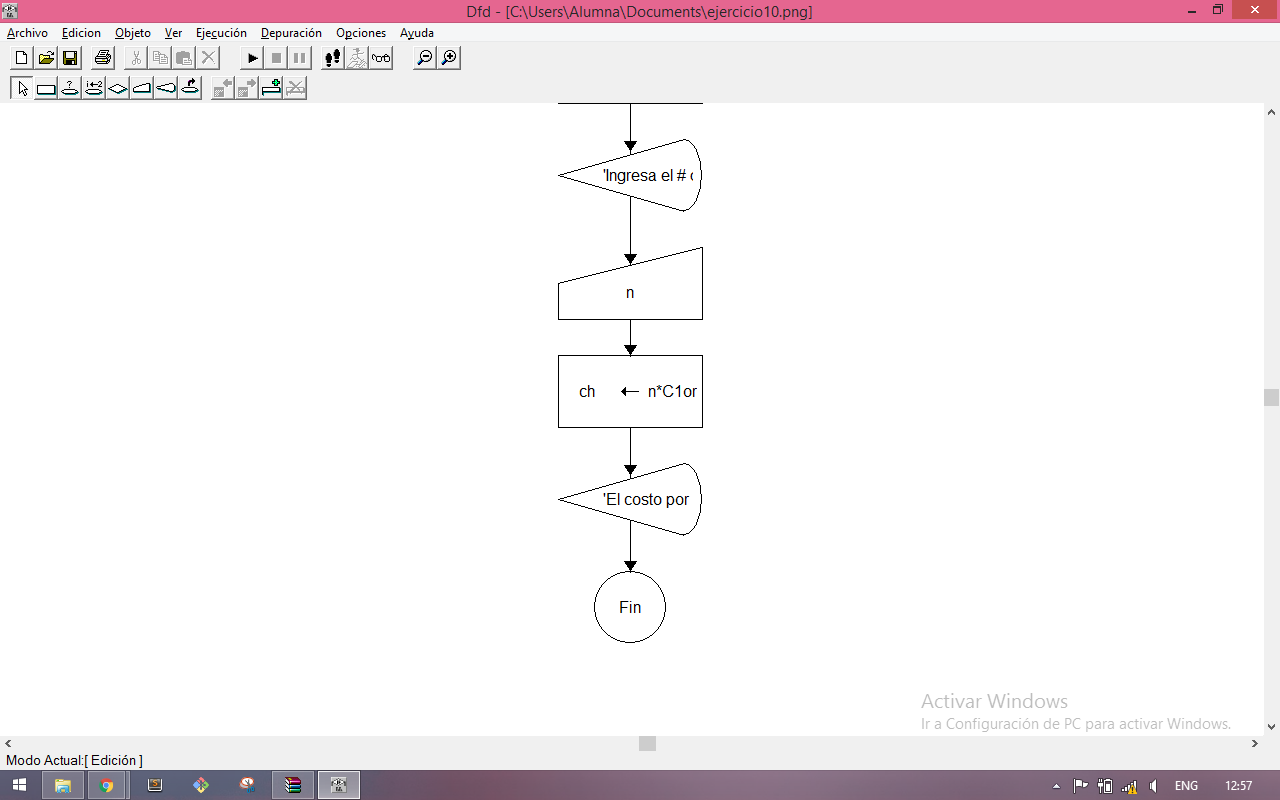 Dfd - [C:\Users\Alumna\Documents\ejercicio10.png]
Archivo Edicion Objeto Ver Ejecución Depuración Opciones Ayuda
'Ingresa el #
n
ch ← n*C1or
'El costo por
Fin
Activar Windows
Ir a Configuración de PC para activar Windows.
Modo Actual:[ Edición ]
ENG 12:57